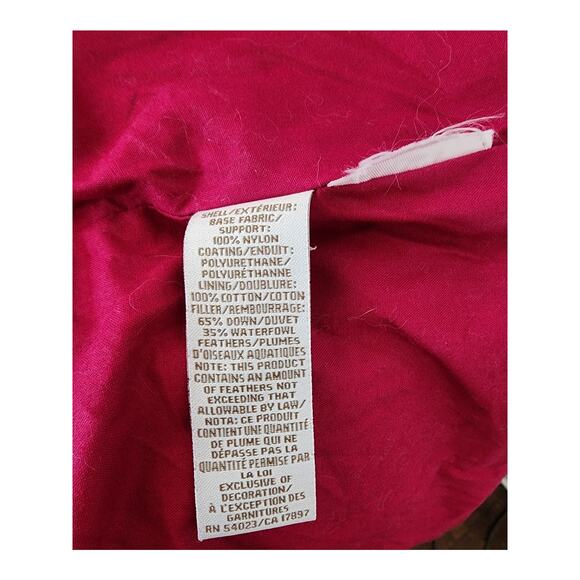 SHELL/EXTÉRIEUR:
BASE FABRIC/
SUPPORT:
100% NYLON
COATING/ENDUIT:
POLYURETHANE/
POLYURÉTHANNE
LINING/DOUBLURE:
100% COTTON/COTON
FILLER/REMBOURRAGE:
65% DOWN/DUVET
35% WATERFOWL
FEATHERS/PLUMES
D'OISEAUX AQUATIQUES
NOTE: THIS PRODUCT
CONTAINS AN AMOUNT
OF FEATHERS NOT
EXCEEDING THAT
ALLOWABLE BY LAW/
NOTA: CE PRODUIT
CONTIENT UNE QUANTITÉ
DE PLUME QUI NE
DÉPASSE PAS LA
QUANTITÉ PERMISE PAR
LA LOI
EXCLUSIVE OF
DECORATION/
À L'EXCEPTION DES
GARNITURES
RN 54023/CA 17897